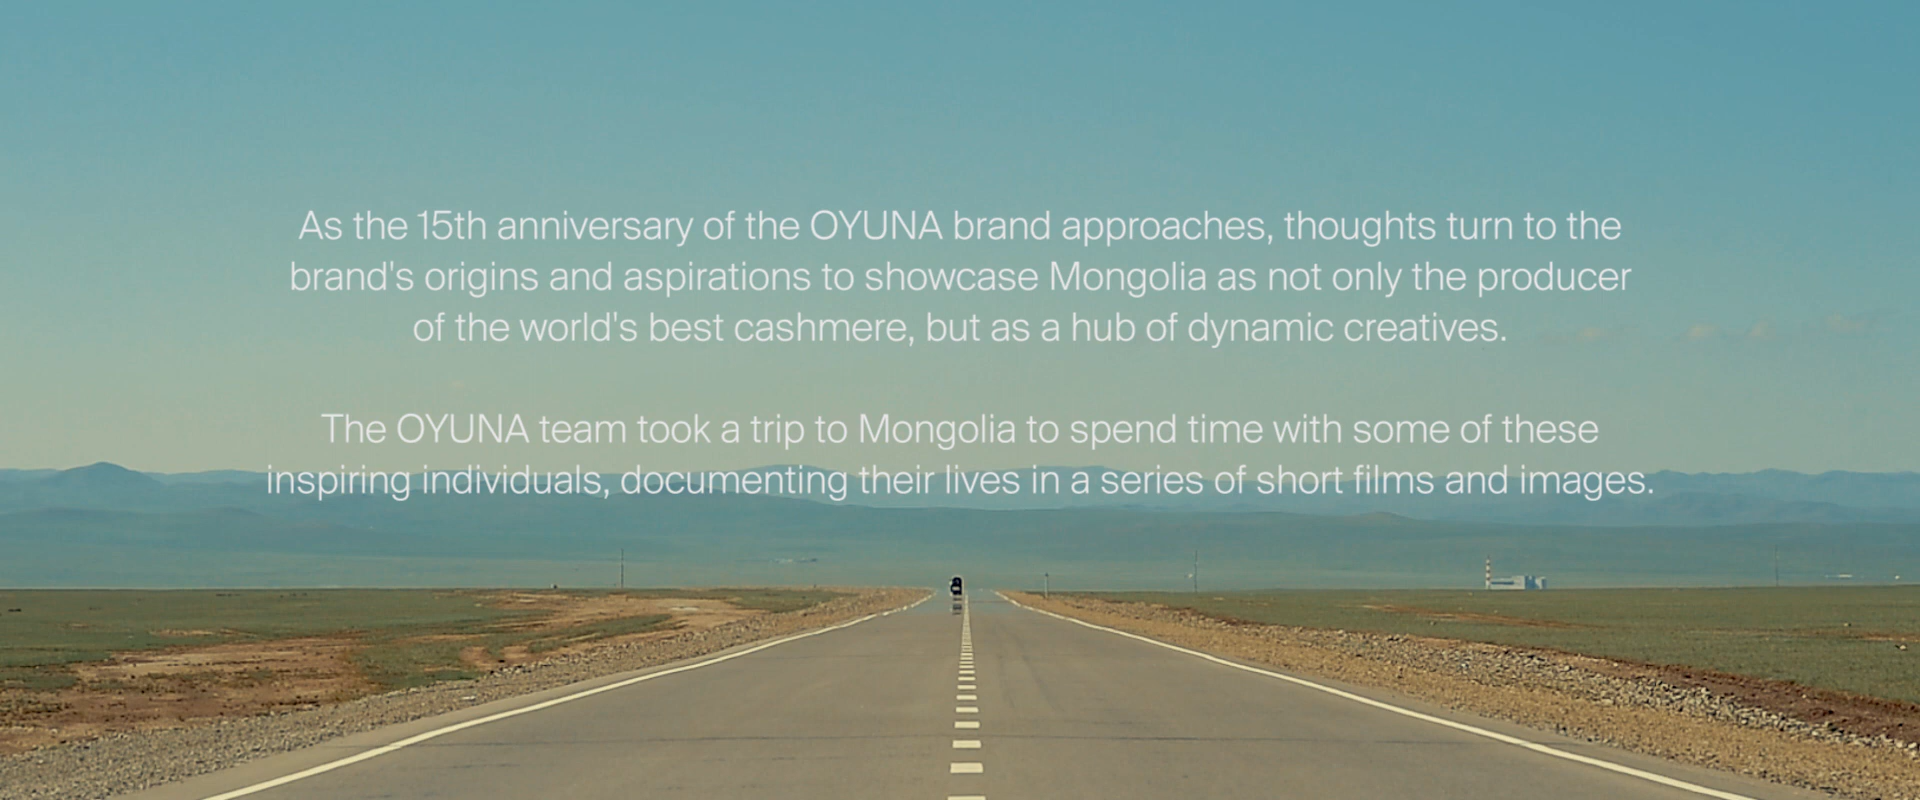 As the 15th anniversary of the OYUNA brand approaches, thoughts turn to the
brand's origins and aspirations to showcase Mongolia as not only the producer
of the world's best cashmere, but as a hub of dynamic creatives.
The OYUNA team took a trip to Mongolia to spend time with some of these
inspiring individuals, documenting their lives in a series of short films and images.